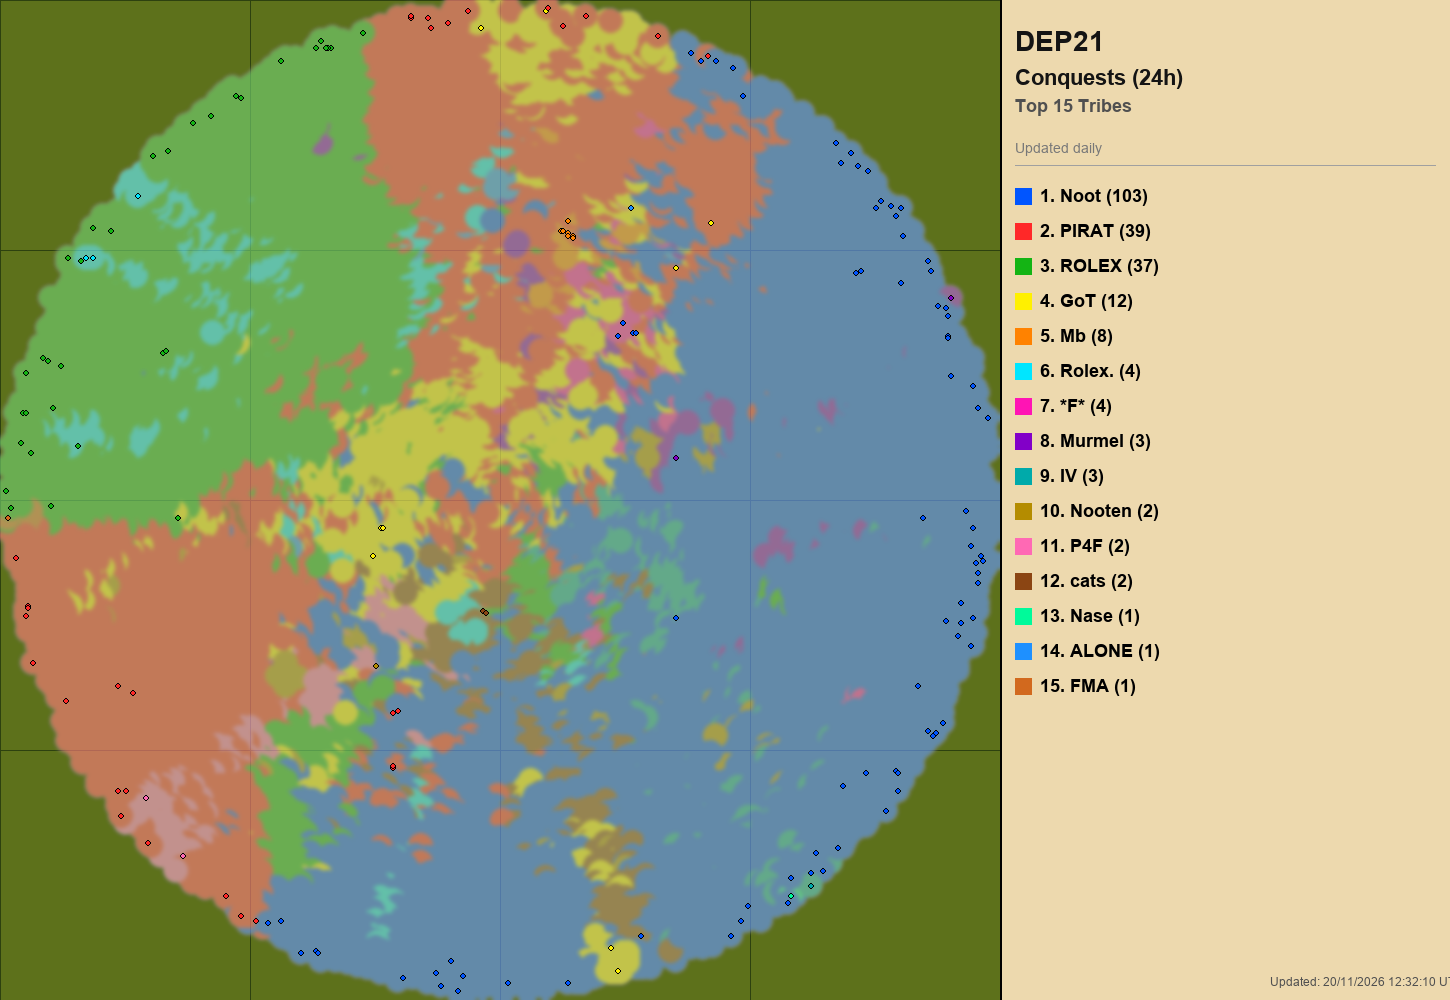 DEP21
Conquests (24h)
Top 15 Tribes
Updated daily
1. Noot (103)
2. PIRAT (39)
3. ROLEX (37)
4. GoT (12)
5. Mb (8)
6. Rolex. (4)
7. *F* (4)
8. Murmel (3)
9. IV (3)
10. Nooten (2)
11. P4F (2)
12. cats (2)
13. Nase (1)
14. ALONE (1)
15. FMA (1)
Updated: 20/11/2026 12:32:10 U